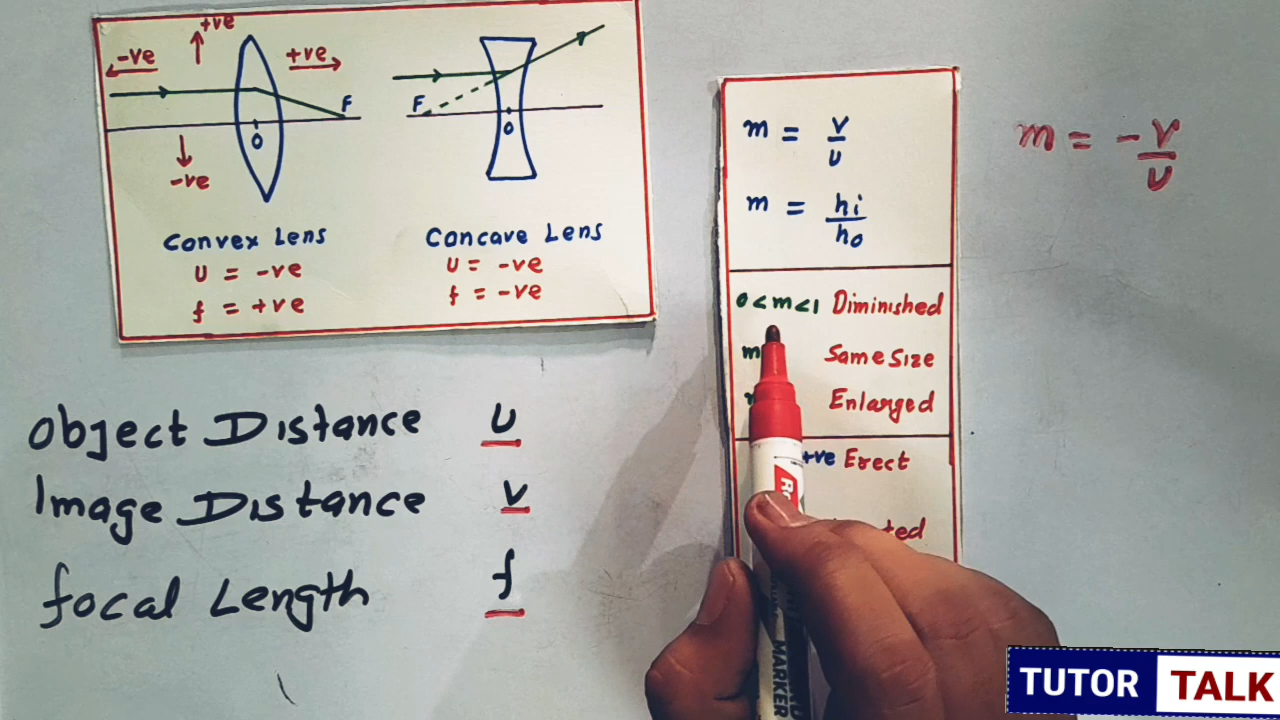 +ve
-ve
+ve
F
O
-ve
F
O
Convex Lens
U = -ve
f = +ve
Concave Lens
U = -ve
f = -ve
m = v/u
m = hi/ho
0<m<1 Diminished
m Same Size
Enlarged
+ve Erect
m = -v/u
Object Distance U
Image Distance v
focal Length f
MARKER
TUTOR TALK